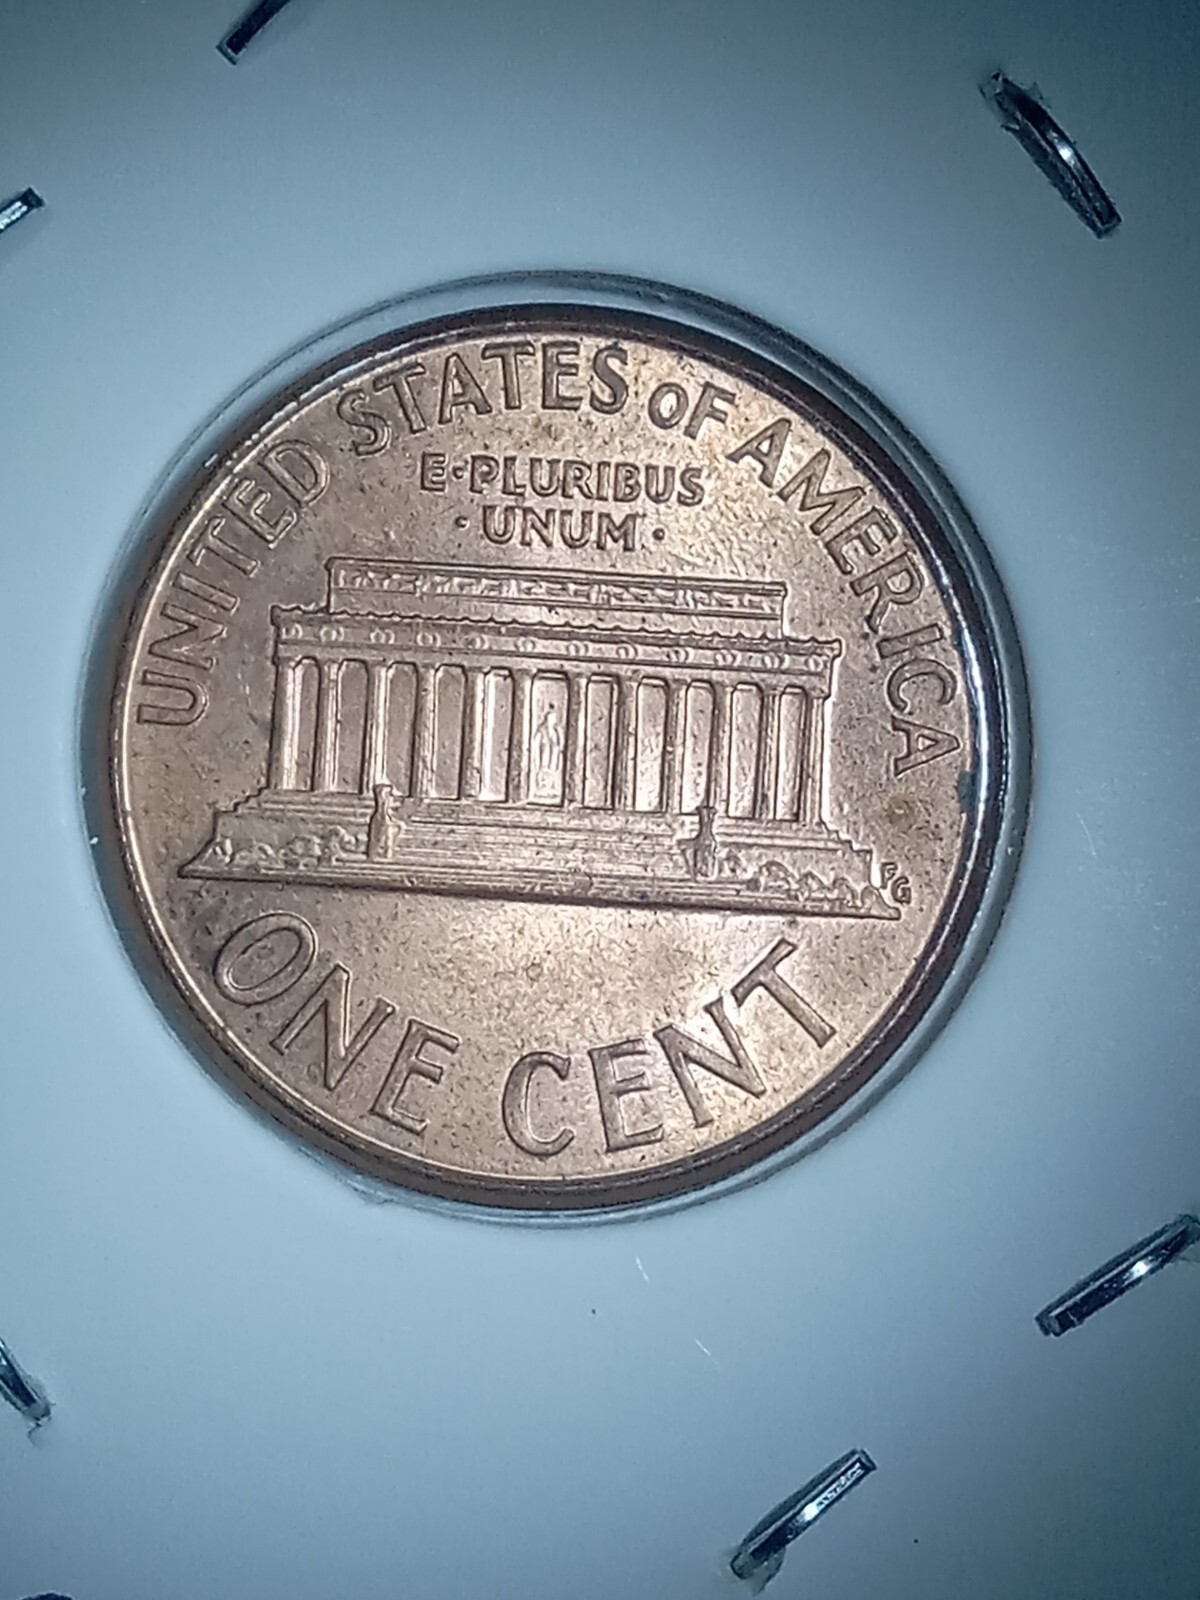 UNITED STATES OF AMERICA
E·PLURIBUS
·UNUM·
FG
ONE CENT